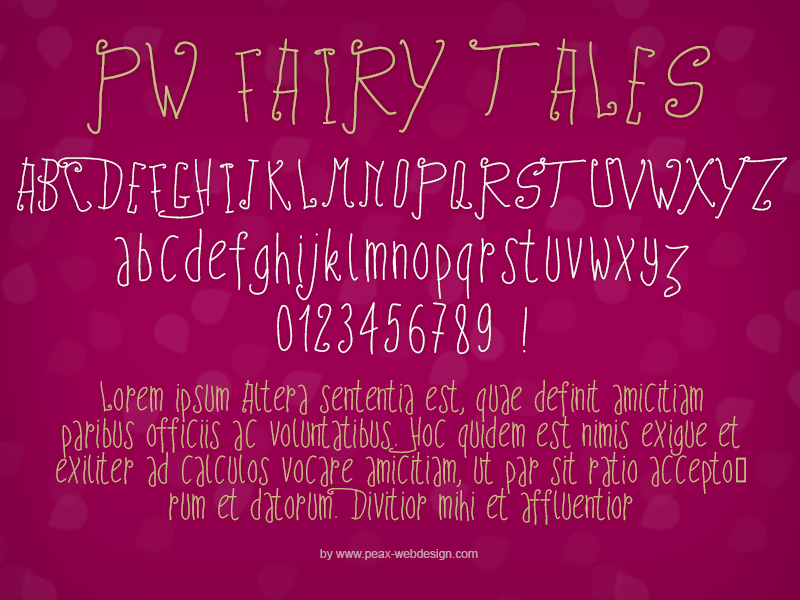 PW FAIRY TALES
ABCDEFGHIJKLMNOPQRSTUVWXYZ
abcdefghijklmnopqrstuvwxyz
0123456789 !
Lorem ipsum Altera sententia est, quae definit amicitiam
paribus officiis ac voluntatibus. Hoc quidem est nimis exigue et
exiliter ad calculos vocare amicitiam, ut par sit ratio accepto▯
rum et datorum. Divitior mihi et affluentior
by www.peax-webdesign.com